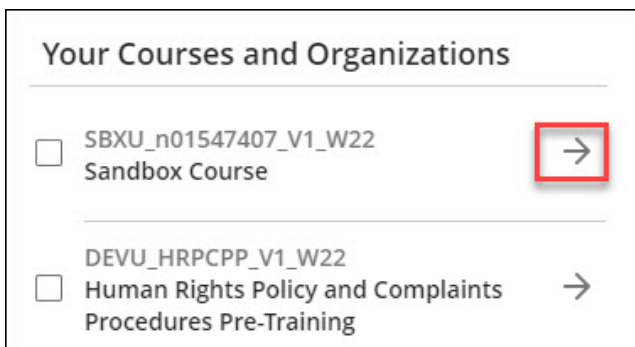 Your Courses and Organizations
SBXU_n01547407_V1_W22
Sandbox Course
DEVU_HRPCPP_V1_W22
Human Rights Policy and Complaints
Procedures Pre-Training